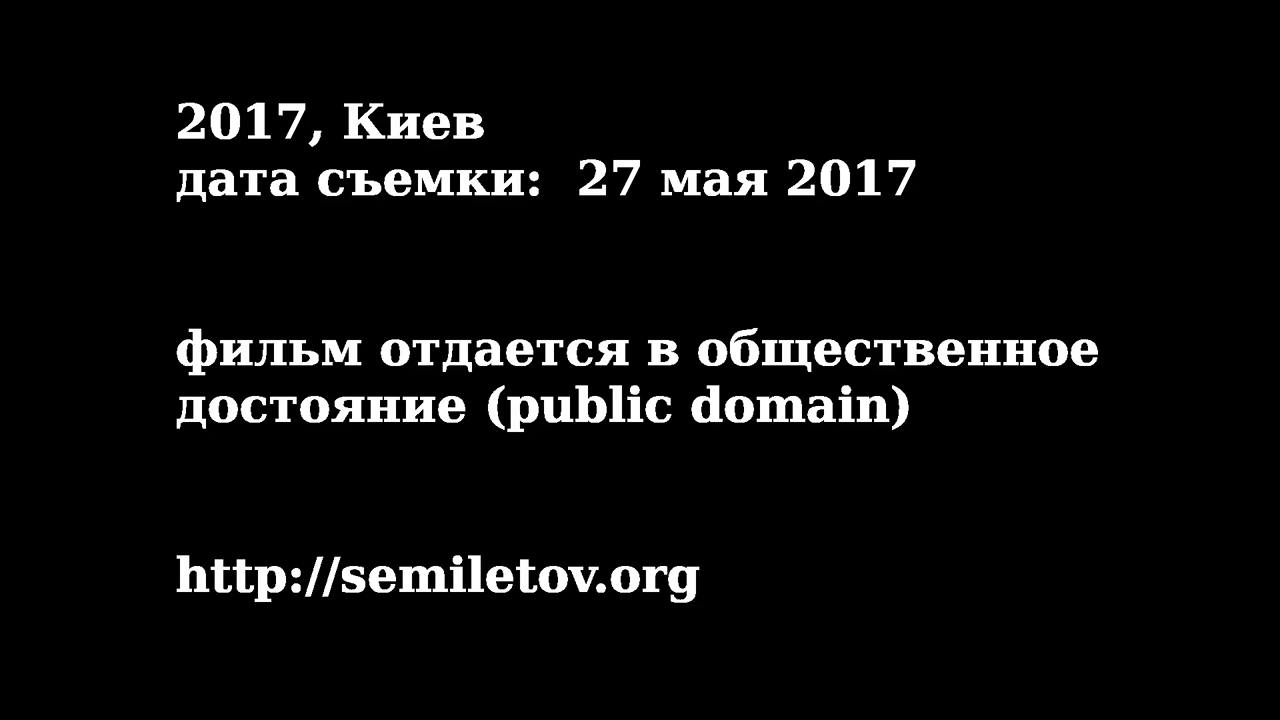 2017, Киев
дата съемки:  27 мая 2017
фильм отдается в общественное
достояние (public domain)
http://semiletov.org